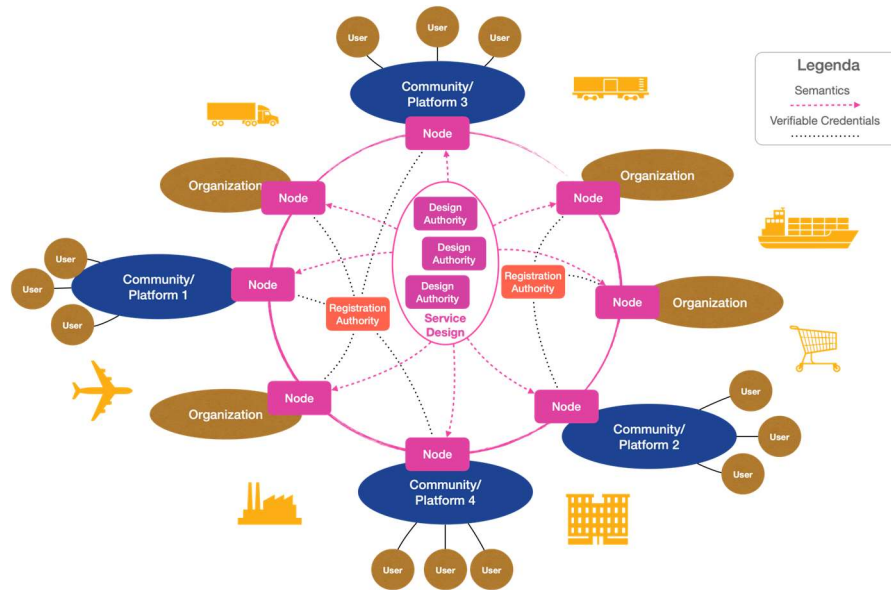 User
User
User
Community/
Platform 3
Node
Legenda
Semantics
Verifiable Credentials
Organization
Node
Node
Organization
Design
Authority
Design
Authority
Design
Authority
Service
Design
User
User
User
Community/
Platform 1
Node
Registration
Authority
Registration
Authority
Node
Organization
Organization
Node
Node
Community/
Platform 2
User
User
User
Node
Community/
Platform 4
User
User
User